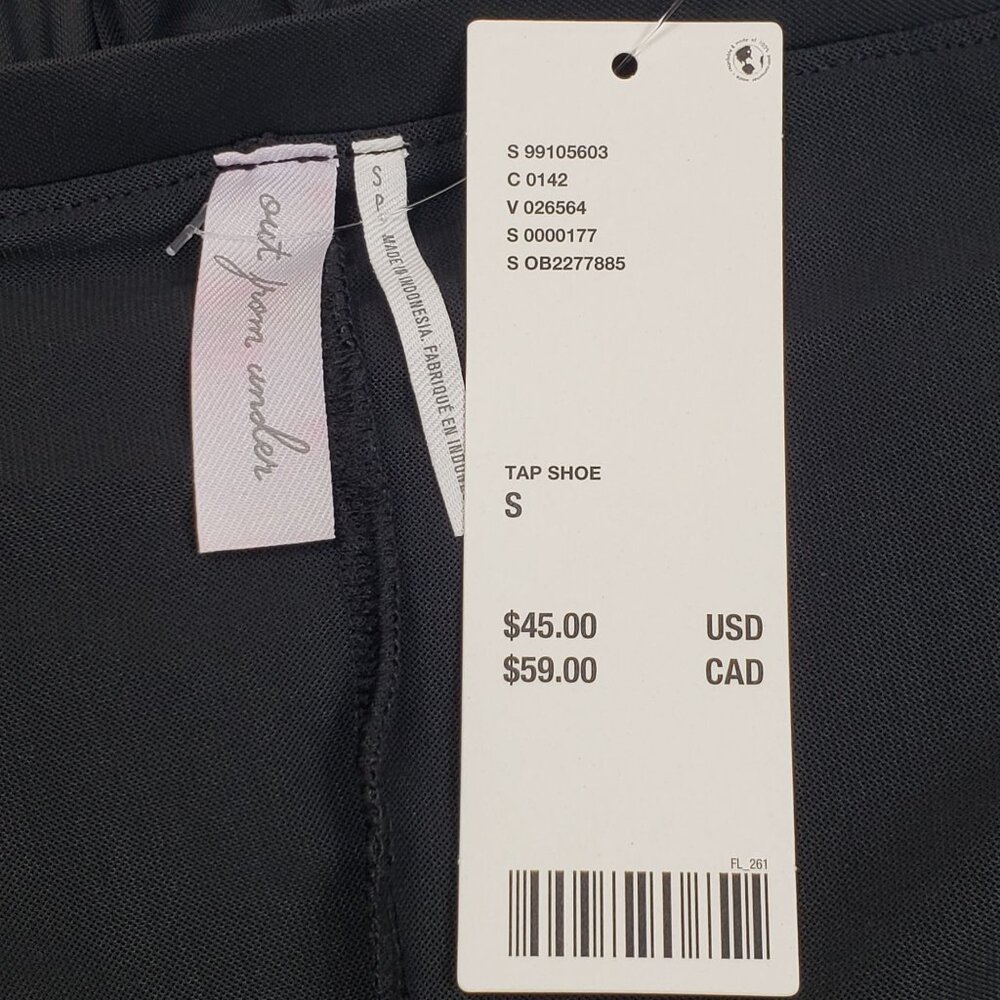 out from under
S
MADE IN INDONESIA. FABRIQUÉ EN
S 99105603
C 0142
V 026564
S 0000177
S OB2277885
TAP SHOE
S
$45.00 USD
$59.00 CAD
FL_261